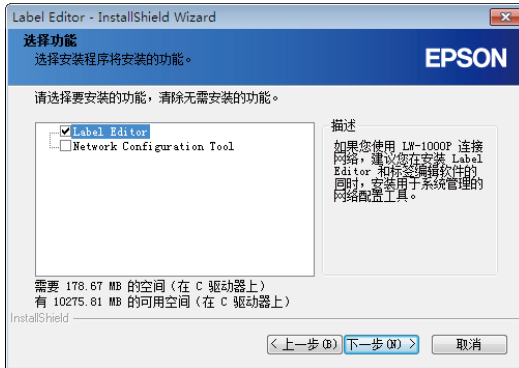 Label Editor - InstallShield Wizard
选择功能
选择安装程序将安装的功能。
EPSON
请选择要安装的功能，清除无需安装的功能。
Label Editor
Network Configuration Tool
描述
如果您使用 LW-1000P 连接
网络，建议您在安装 Label
Editor 和标签编辑软件的
同时，安装用于系统管理的
网络配置工具。
需要 178.67 MB 的空间（在 C 驱动器上）
有 10275.81 MB 的可用空间（在 C 驱动器上）
InstallShield
< 上一步(B)
下一步(N) >
取消